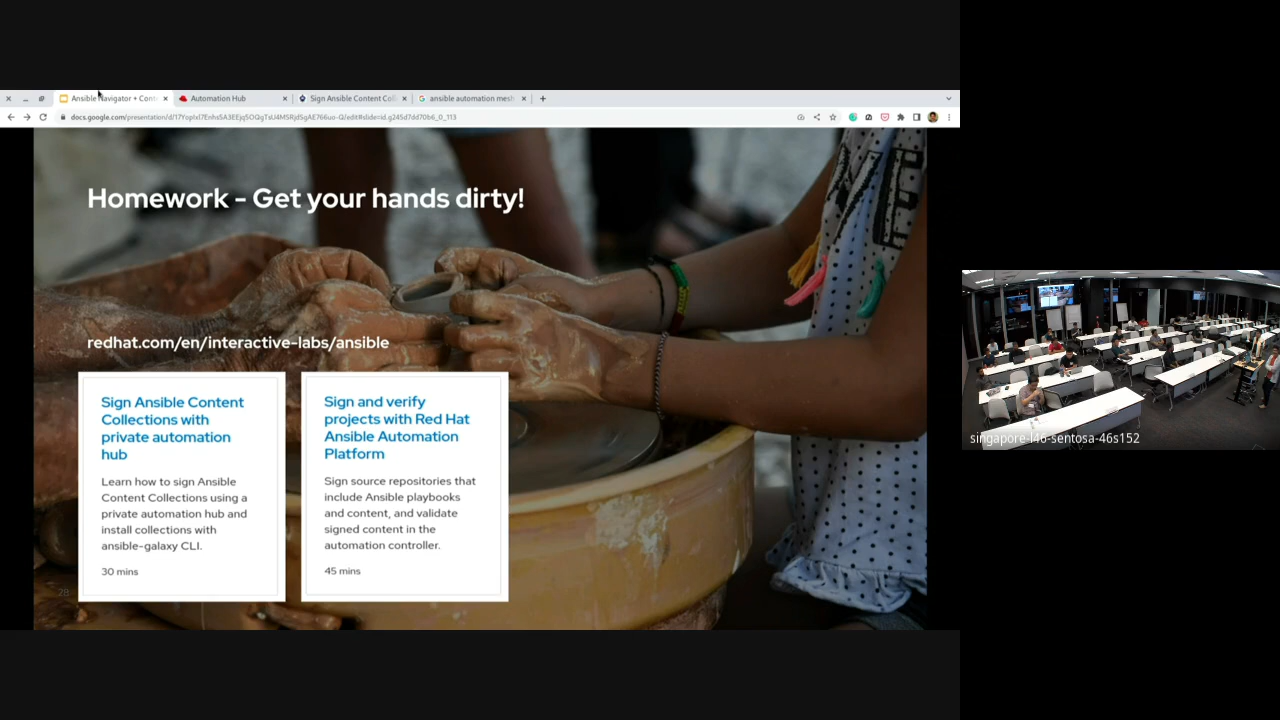 Ansible Navigator + Conte
Automation Hub
Sign Ansible Content Coll
ansible automation mesh
Homework - Get your hands dirty!
redhat.com/en/interactive-labs/ansible
Sign Ansible Content
Collections with
private automation
hub
Learn how to sign Ansible
Content Collections using a
private automation hub and
install collections with
ansible-galaxy CLI.
30 mins
Sign and verify
projects with Red Hat
Ansible Automation
Platform
Sign source repositories that
include Ansible playbooks
and content, and validate
signed content in the
automation controller.
45 mins
28
singapore-l46-sentosa-46s152